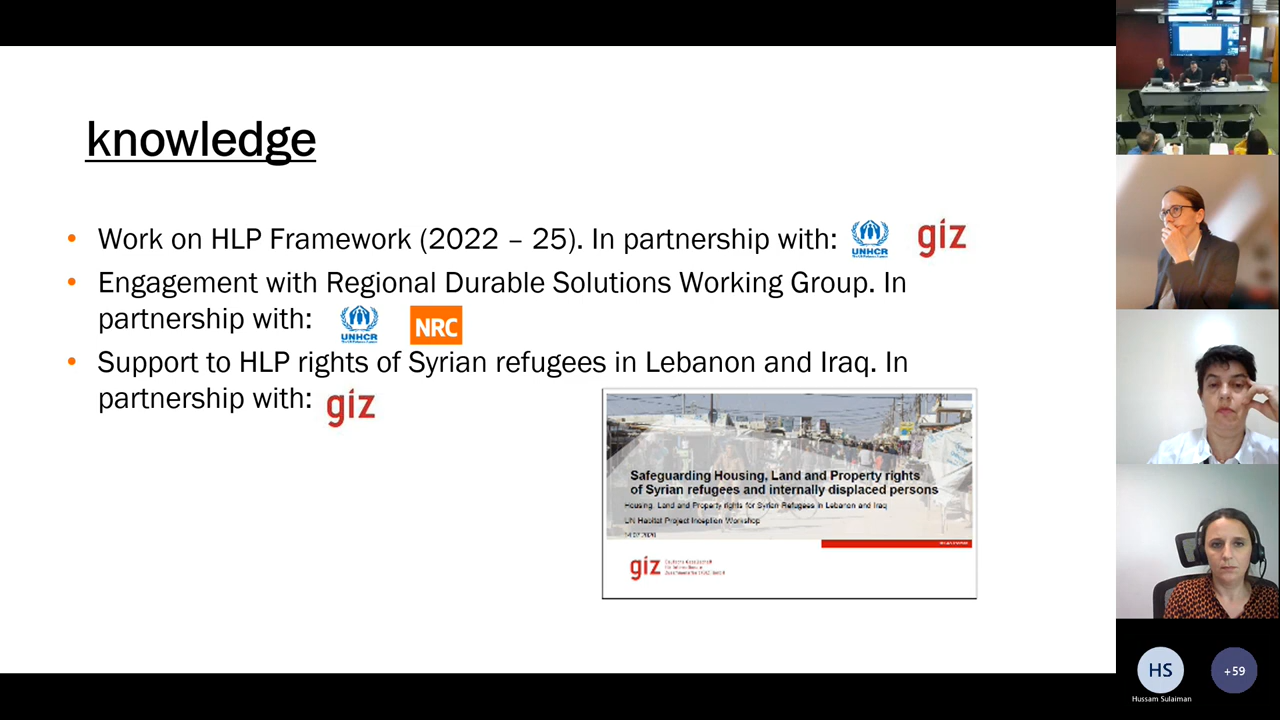 knowledge
Work on HLP Framework (2022 – 25). In partnership with:
UNHCR
giz
Engagement with Regional Durable Solutions Working Group. In
partnership with:
UNHCR
NRC
Support to HLP rights of Syrian refugees in Lebanon and Iraq. In
partnership with:
giz
Safeguarding Housing, Land and Property rights
of Syrian refugees and internally displaced persons
Housing, Land and Property rights for Syrian Refugees in Lebanon and Iraq
UN Habitat Project Inception Workshop
giz
HS
+59
Hussam Sulaiman